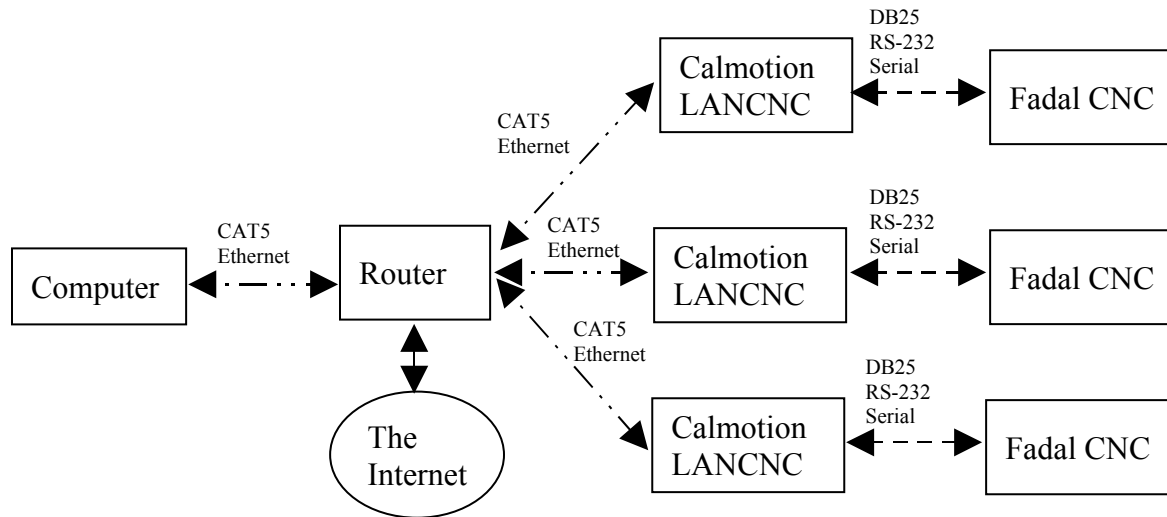 DB25
RS-232
Serial
Calmotion
LANCNC
Fadal CNC
CAT5
Ethernet
DB25
RS-232
Serial
CAT5
Ethernet
CAT5
Ethernet
Computer
Router
Calmotion
LANCNC
Fadal CNC
CAT5
Ethernet
DB25
RS-232
Serial
The
Internet
Calmotion
LANCNC
Fadal CNC